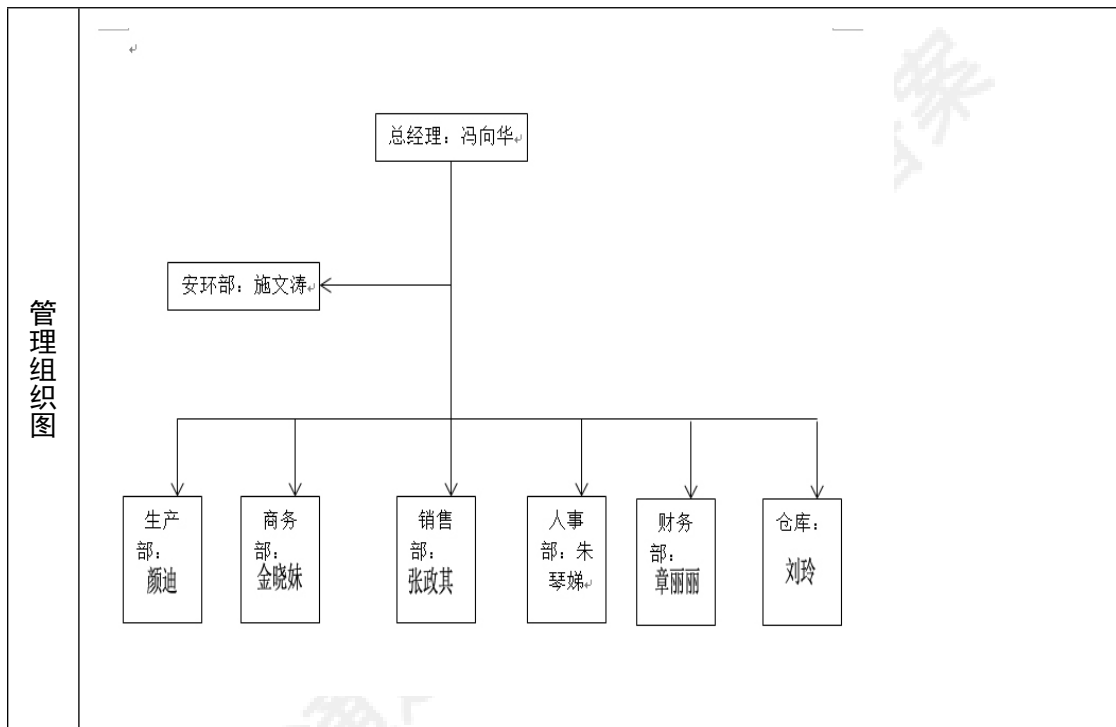 管理组织图
总经理：冯向华
安环部：施文涛
生产
部：
颜迪
商务
部：
金晓妹
销售
部：
张政其
人事
部：朱
琴娣
财务
部：
章丽丽
仓库：
刘玲
案